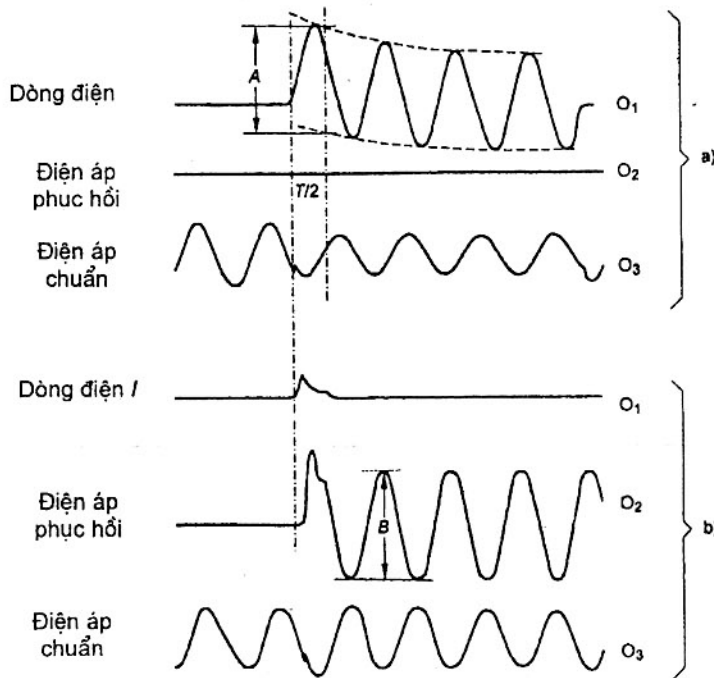 A
Dòng điện
O₁
Điện áp
phuc hồi
O₂
T/2
a)
Điện áp
chuẩn
O₃
Dòng điện I
O₁
Điện áp
phục hồi
B
O₂
b
Điện áp
chuẩn
O₃